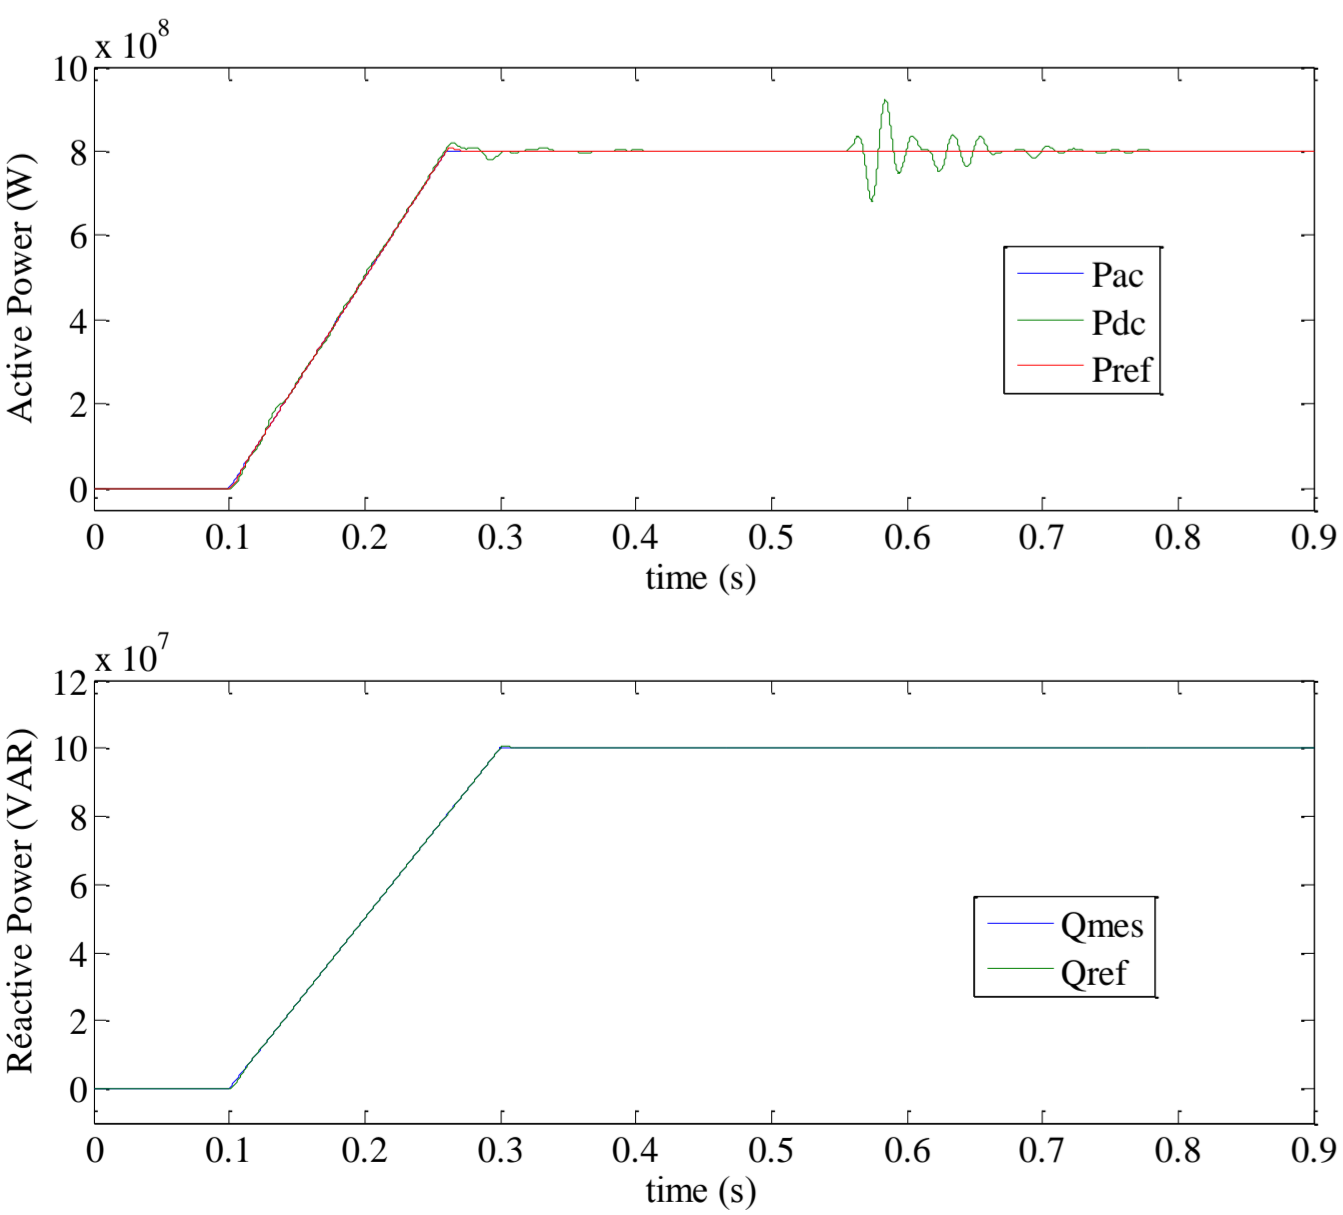 x 10^8
10
8
6
4
2
0
Active Power (W)
Pac
Pdc
Pref
0 0.1 0.2 0.3 0.4 0.5 0.6 0.7 0.8 0.9
time (s)
x 10^7
12
10
8
6
4
2
0
Réactive Power (VAR)
Qmes
Qref
0 0.1 0.2 0.3 0.4 0.5 0.6 0.7 0.8 0.9
time (s)